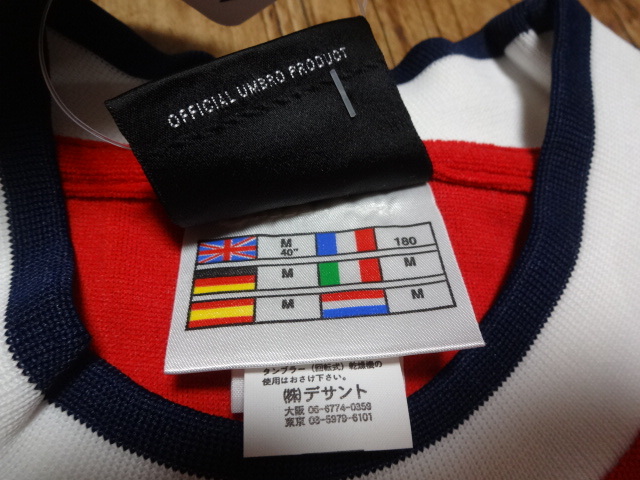 OFFICIAL UMBRO PRODUCT
M
40"
180
M
M
M
M
タンブラー（回転式）乾燥機の
使用はおさけ下さい。
㈱デサント
大阪 06-6774-0359
東京 03-5979-6101